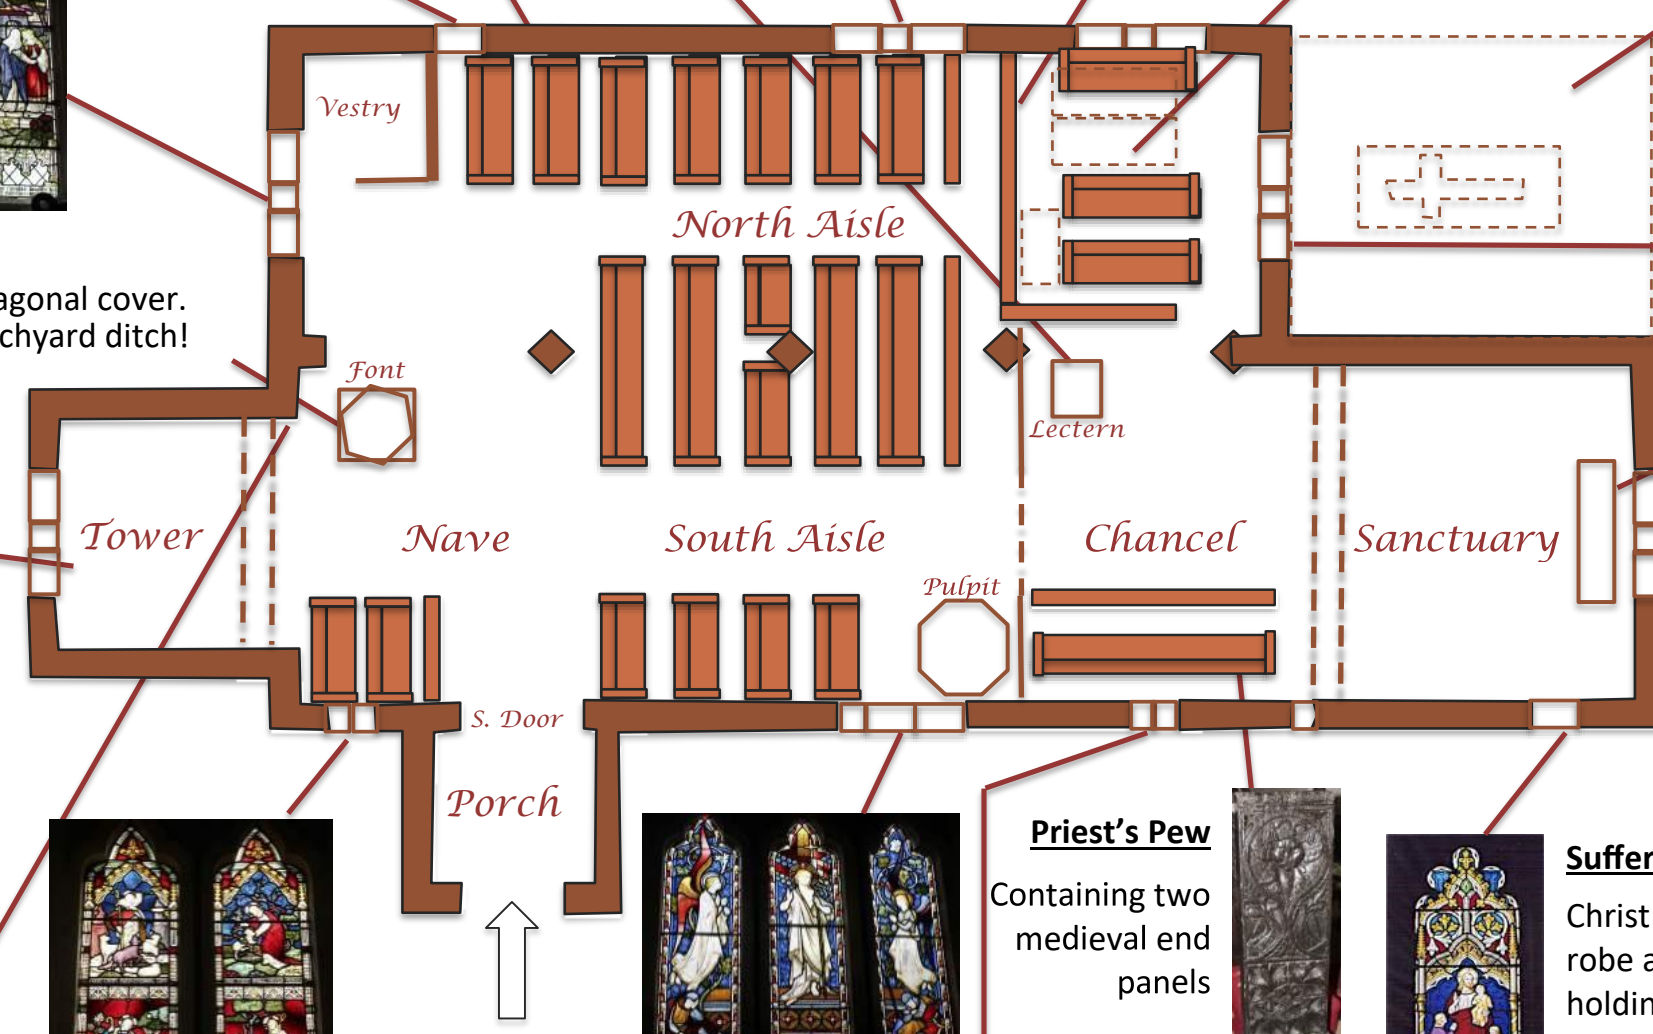 Vestry
North Aisle
agonal cover.
chyard ditch!
Font
Lectern
Tower
Nave
South Aisle
Chancel
Sanctuary
Pulpit
S. Door
Porch
Priest's Pew
Containing two
medieval end
panels
Suffer
Christ
robe a
holdin